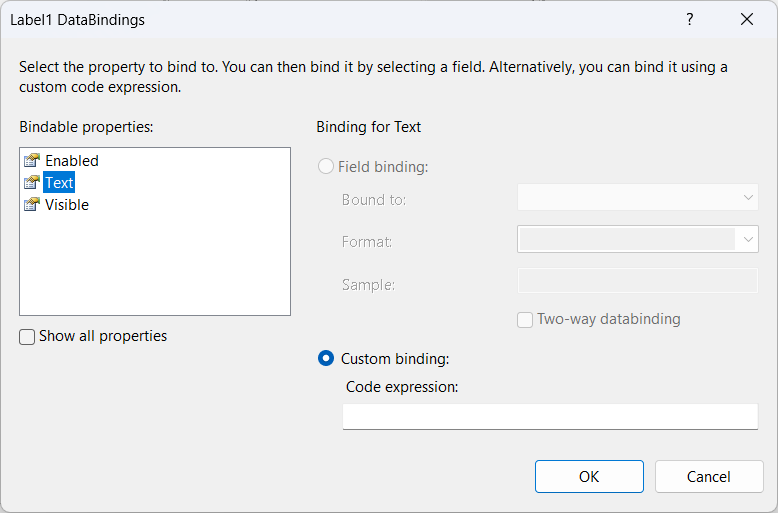 Label1 DataBindings
?
Select the property to bind to. You can then bind it by selecting a field. Alternatively, you can bind it using a
custom code expression.
Bindable properties:
Enabled
Text
Visible
Show all properties
Binding for Text
Field binding:
Bound to:
Format:
Sample:
Two-way databinding
Custom binding:
Code expression:
OK
Cancel